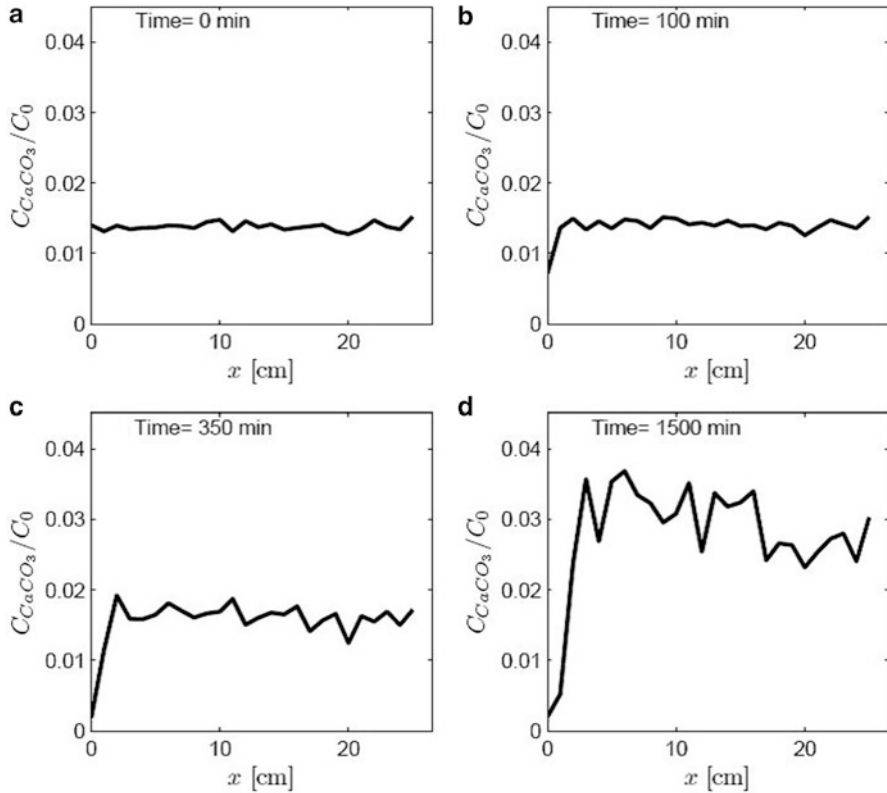 a
Time= 0 min
0.04
0.03
0.02
0.01
0
C_{CaCO_3}/C_0
0 10 20
x [cm]
b
Time= 100 min
0.04
0.03
0.02
0.01
0
C_{CaCO_3}/C_0
0 10 20
x [cm]
c
Time= 350 min
0.04
0.03
0.02
0.01
0
C_{CaCO_3}/C_0
0 10 20
x [cm]
d
Time= 1500 min
0.04
0.03
0.02
0.01
0
C_{CaCO_3}/C_0
0 10 20
x [cm]